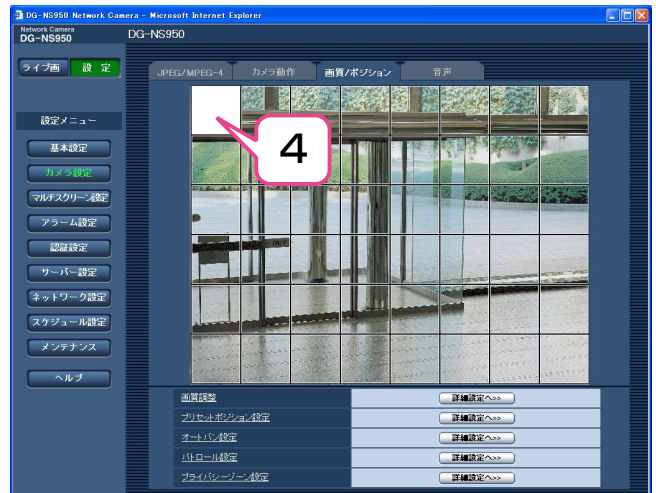 DG-NS950 Network Camera - Microsoft Internet Explorer
Network Camera
DG-NS950
DG-NS950
ライブ画
設 定
JPEG/MPEG-4
カメラ動作
画質/ポジション
音声
設定メニュー
基本設定
カメラ設定
マルチスクリーン設定
アラーム設定
認証設定
サーバー設定
ネットワーク設定
スケジュール設定
メンテナンス
ヘルプ
4
OUT
画質調整
詳細設定へ>>
プリセットポジション設定
詳細設定へ>>
オートパン設定
詳細設定へ>>
パトロール設定
詳細設定へ>>
プライバシーゾーン設定
詳細設定へ>>